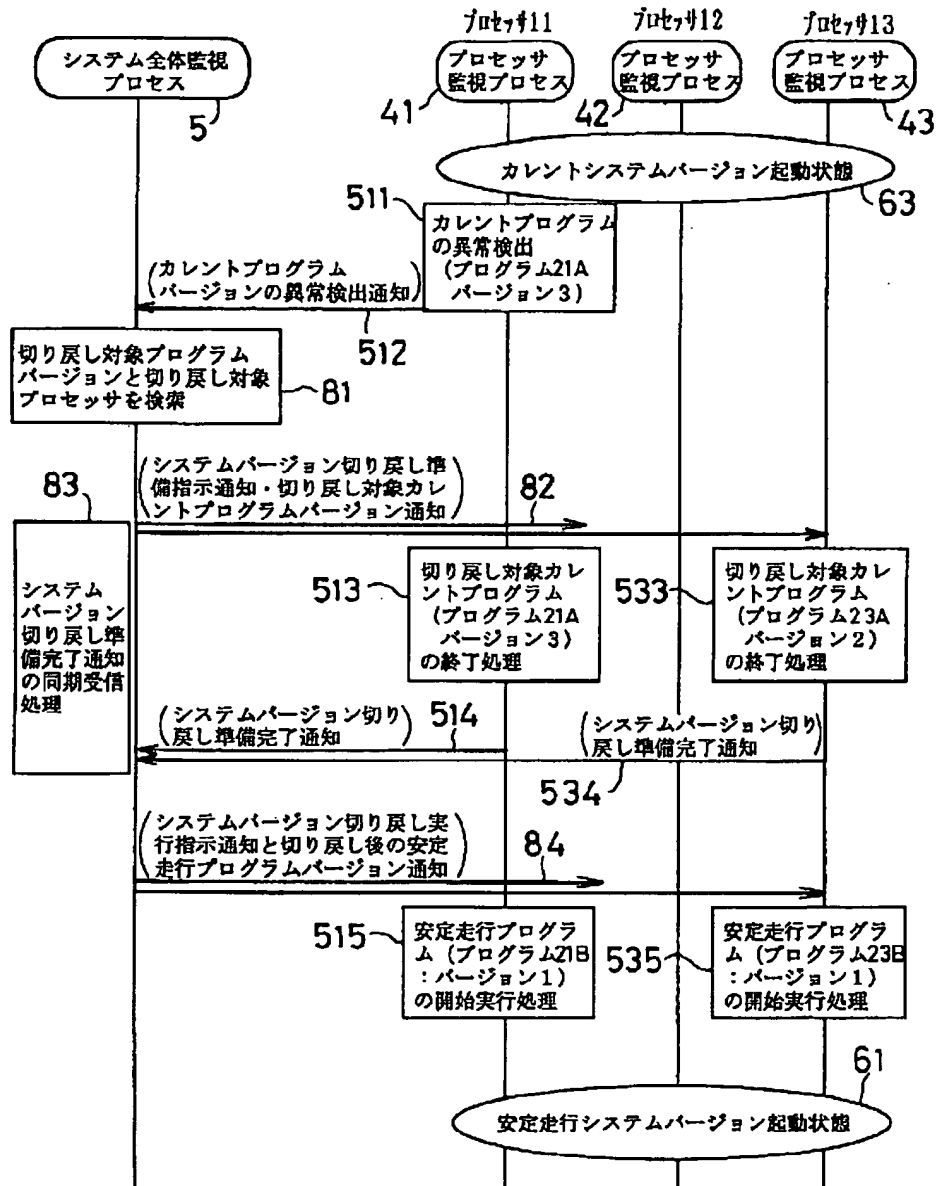 プロセッサ11
プロセッサ12
プロセッサ13
システム全体監視
プロセス
5
プロセッサ
監視プロセス
41
プロセッサ
監視プロセス
42
プロセッサ
監視プロセス
43
カレントシステムバージョン起動状態
63
511
カレントプログラム
の異常検出
(プログラム21A
バージョン3)
(カレントプログラム
バージョンの異常検出通知)
512
切り戻し対象プログラム
バージョンと切り戻し対象
プロセッサを検索
81
(システムバージョン切り戻し準
備指示通知・切り戻し対象カレ
ントプログラムバージョン通知)
82
83
システム
バージョン
切り戻し準
備完了通知
の同期受信
処理
513
切り戻し対象カレ
ントプログラム
(プログラム21A
バージョン3)
の終了処理
533
切り戻し対象カレ
ントプログラム
(プログラム23A
バージョン2)
の終了処理
(システムバージョン切り
戻し準備完了通知)
514
(システムバージョン切り
戻し準備完了通知)
534
(システムバージョン切り戻し実
行指示通知と切り戻し後の安定
走行プログラムバージョン通知)
84
515
安定走行プログラ
ム(プログラム21B
:バージョン1)
の開始実行処理
535
安定走行プログラ
ム(プログラム23B
:バージョン1)
の開始実行処理
61
安定走行システムバージョン起動状態